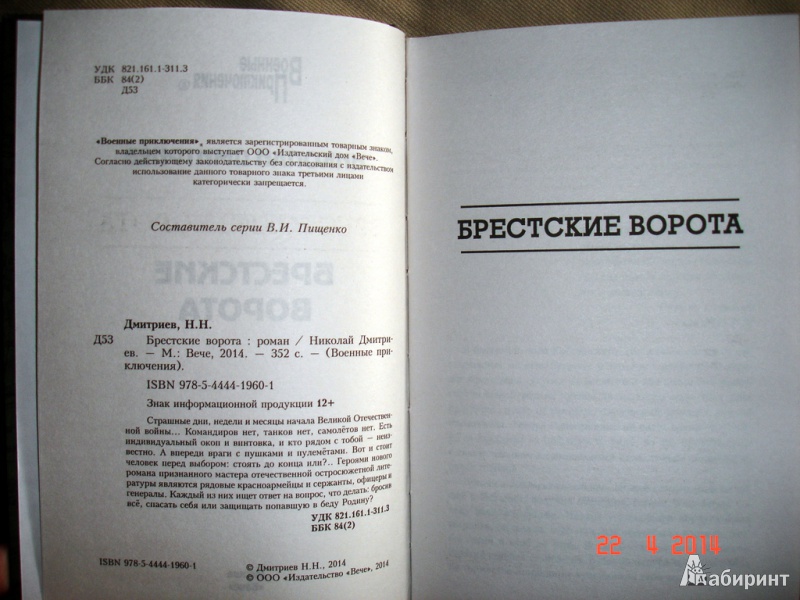 УДК 821.161.1-311.3
ББК 84(2)
Д53
Военные
Приключения
«Военные приключения», является зарегистрированным товарным знаком,
владельцем которого выступает ООО «Издательский дом «Вече».
Согласно действующему законодательству без согласования с издательством
использование данного товарного знака третьими лицами
категорически запрещается.
Составитель серии В.И. Пищенко
БРЕСТСКИЕ
ВОРОТА
Дмитриев, Н.Н.
Д53 Брестские ворота : роман / Николай Дмитри-
ев. — М.: Вече, 2014. — 352 с. — (Военные при-
ключения).
ISBN 978-5-4444-1960-1
Знак информационной продукции 12+
Страшные дни, недели и месяцы начала Великой Отечествен-
ной войны... Командиров нет, танков нет, самолётов нет. Есть
индивидуальный окоп и винтовка, и кто рядом с тобой — неиз-
вестно. А впереди враги с пушками и пулемётами. Вот и стоит
человек перед выбором: стоять до конца или?.. Героями нового
романа признанного мастера отечественной остросюжетной лите-
ратуры являются рядовые красноармейцы и сержанты, офицеры и
генералы. Каждый из них ищет ответ на вопрос, что делать: бросив
всё, спасать себя или защищать попавшую в беду Родину?
УДК 821.161.1-311.3
ББК 84(2)
ISBN 978-5-4444-1960-1
© Дмитриев Н.Н., 2014
© ООО «Издательство «Вече», 2014
БРЕСТСКИЕ ВОРОТА
22 4 2014
Лабиринт